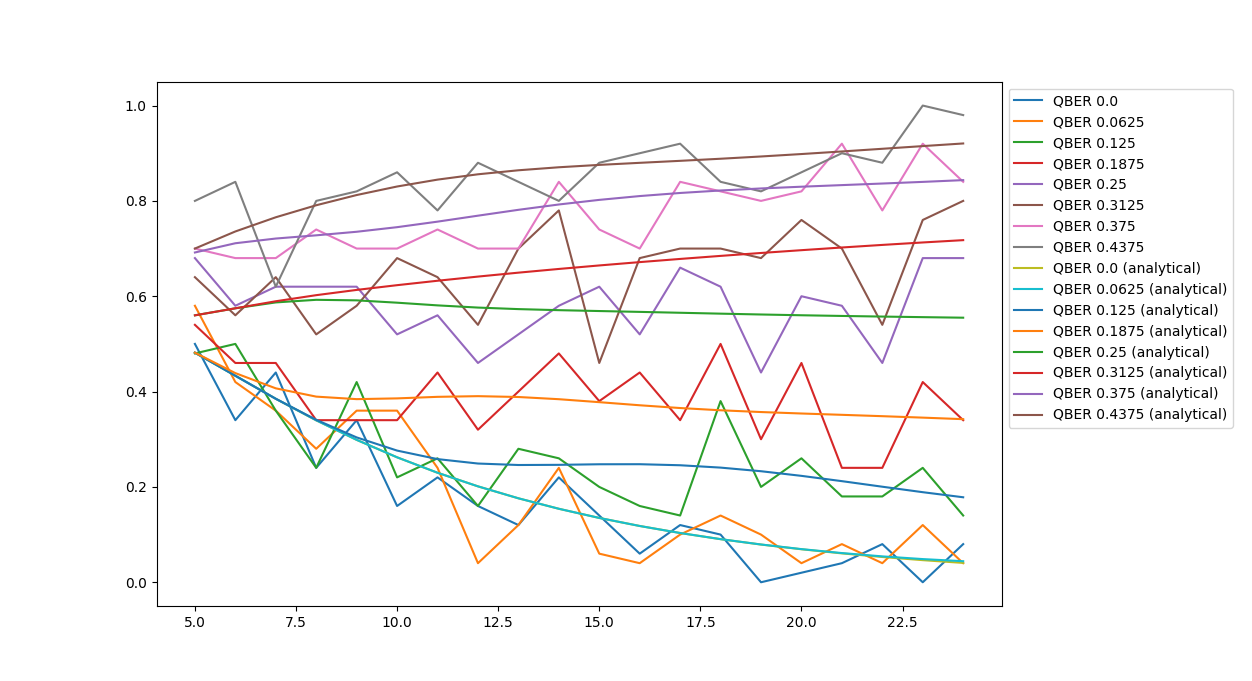 1.0
0.8
0.6
0.4
0.2
0.0
5.0 7.5 10.0 12.5 15.0 17.5 20.0 22.5
QBER 0.0
QBER 0.0625
QBER 0.125
QBER 0.1875
QBER 0.25
QBER 0.3125
QBER 0.375
QBER 0.4375
QBER 0.0 (analytical)
QBER 0.0625 (analytical)
QBER 0.125 (analytical)
QBER 0.1875 (analytical)
QBER 0.25 (analytical)
QBER 0.3125 (analytical)
QBER 0.375 (analytical)
QBER 0.4375 (analytical)